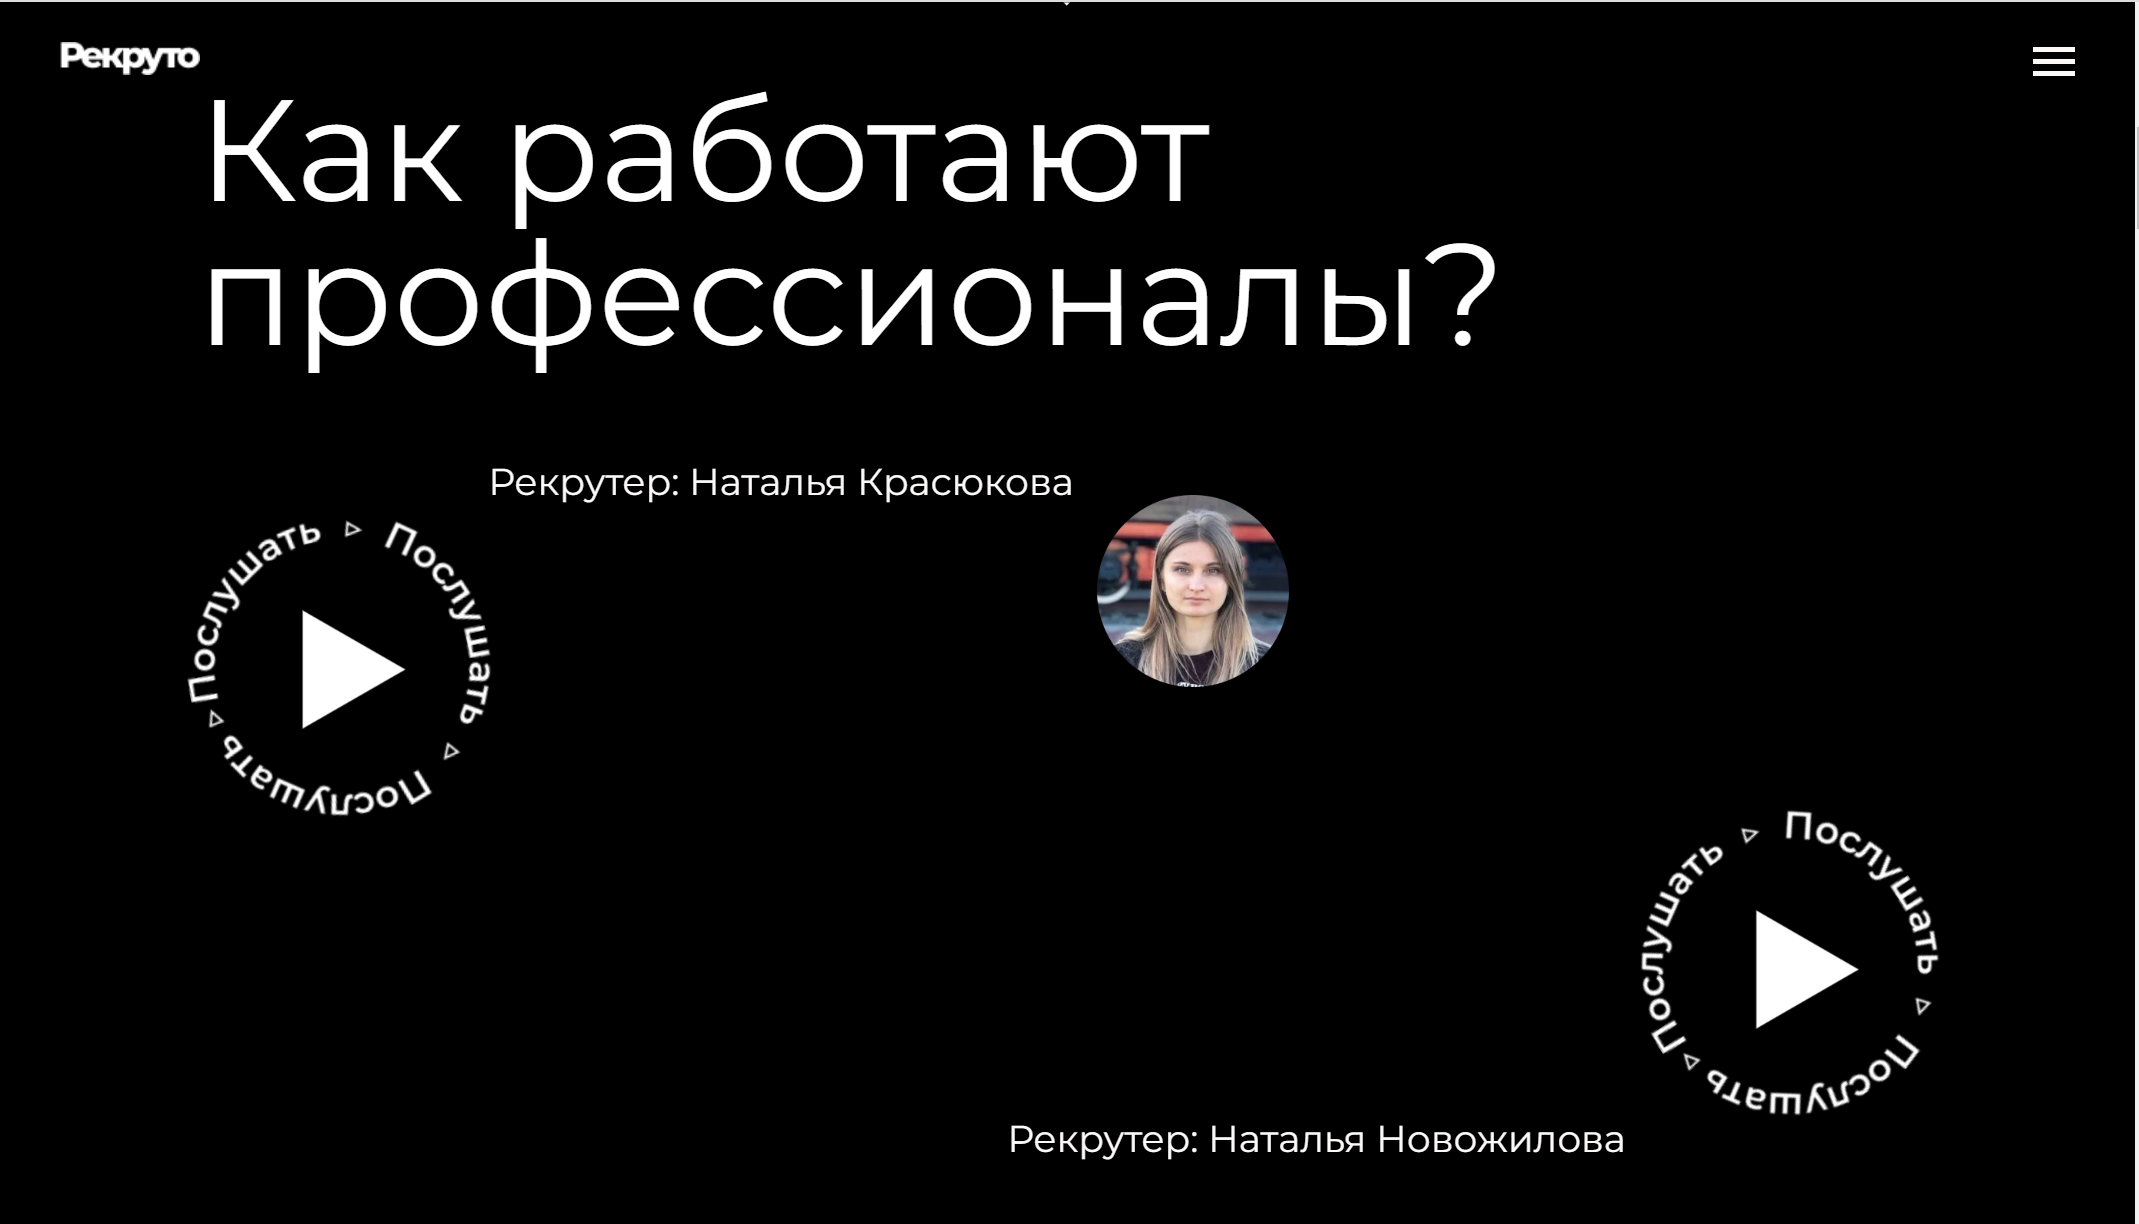 Рекруто
Как работают
профессионалы?
Рекрутер: Наталья Красюкова
Послушать ▹ Послушать ▹ Послушать ▹
Послушать ▹ Послушать ▹ Послушать ▹
Рекрутер: Наталья Новожилова